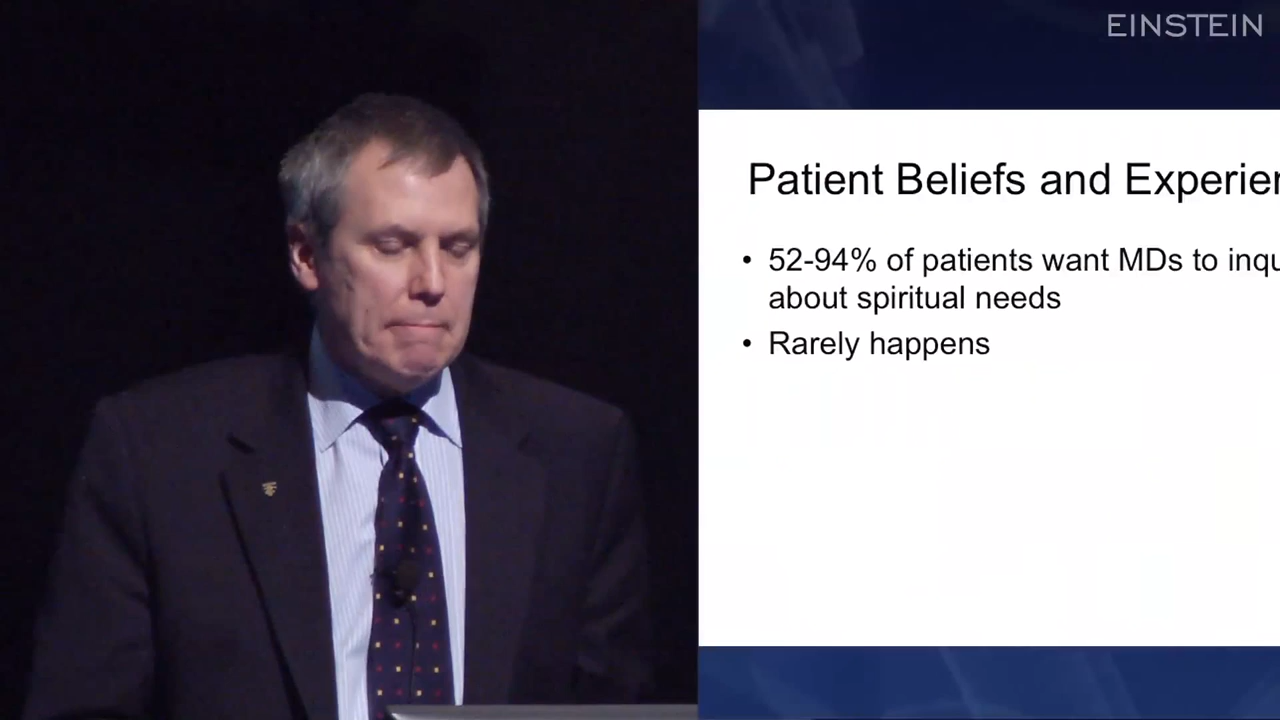 EINSTEIN
Patient Beliefs and Experien
• 52-94% of patients want MDs to inqu
about spiritual needs
• Rarely happens